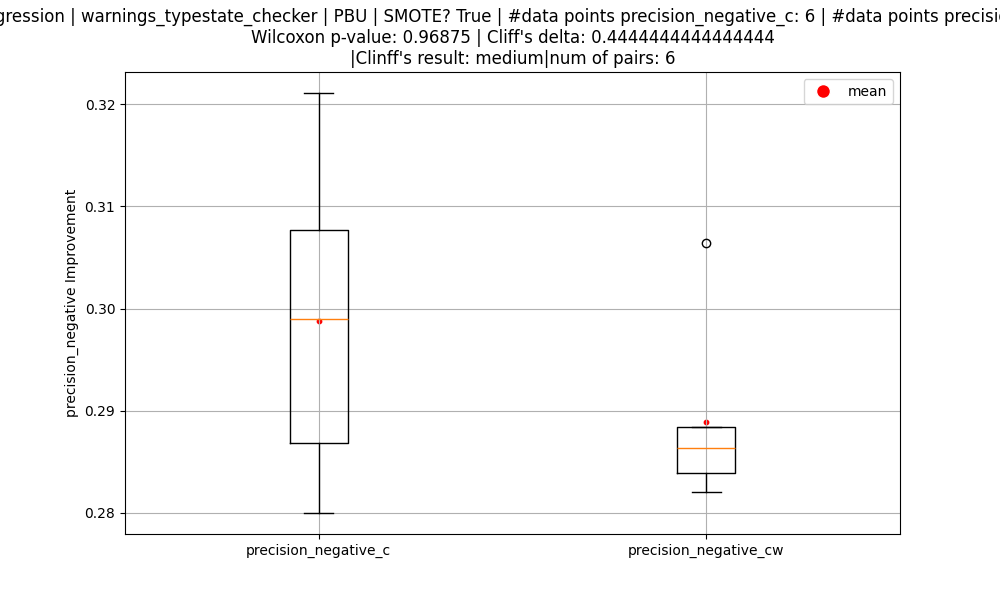 | warnings_typestate_checker | PBU | SMOTE? True | #data points precision_negative_c: 6 | #data points
Wilcoxon p-value: 0.96875 | Cliff's delta: 0.4444444444444444
|Clinff's result: medium|num of pairs: 6
mean
0.32
0.31
0.30
0.29
0.28
precision_negative Improvement
precision_negative_c
precision_negative_cw